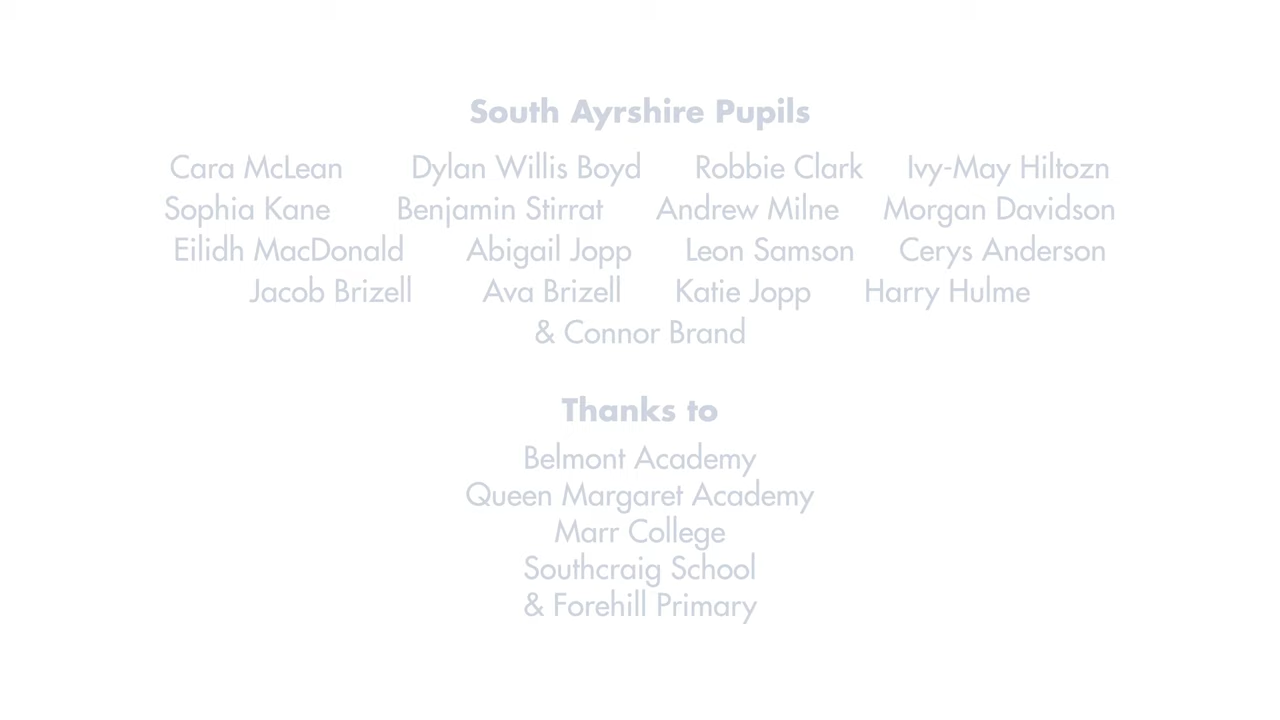 South Ayrshire Pupils
Cara McLean Dylan Willis Boyd Robbie Clark Ivy-May Hiltozn
Sophia Kane Benjamin Stirrat Andrew Milne Morgan Davidson
Eilidh MacDonald Abigail Jopp Leon Samson Cerys Anderson
Jacob Brizell Ava Brizell Katie Jopp Harry Hulme
& Connor Brand
Thanks to
Belmont Academy
Queen Margaret Academy
Marr College
Southcraig School
& Forehill Primary